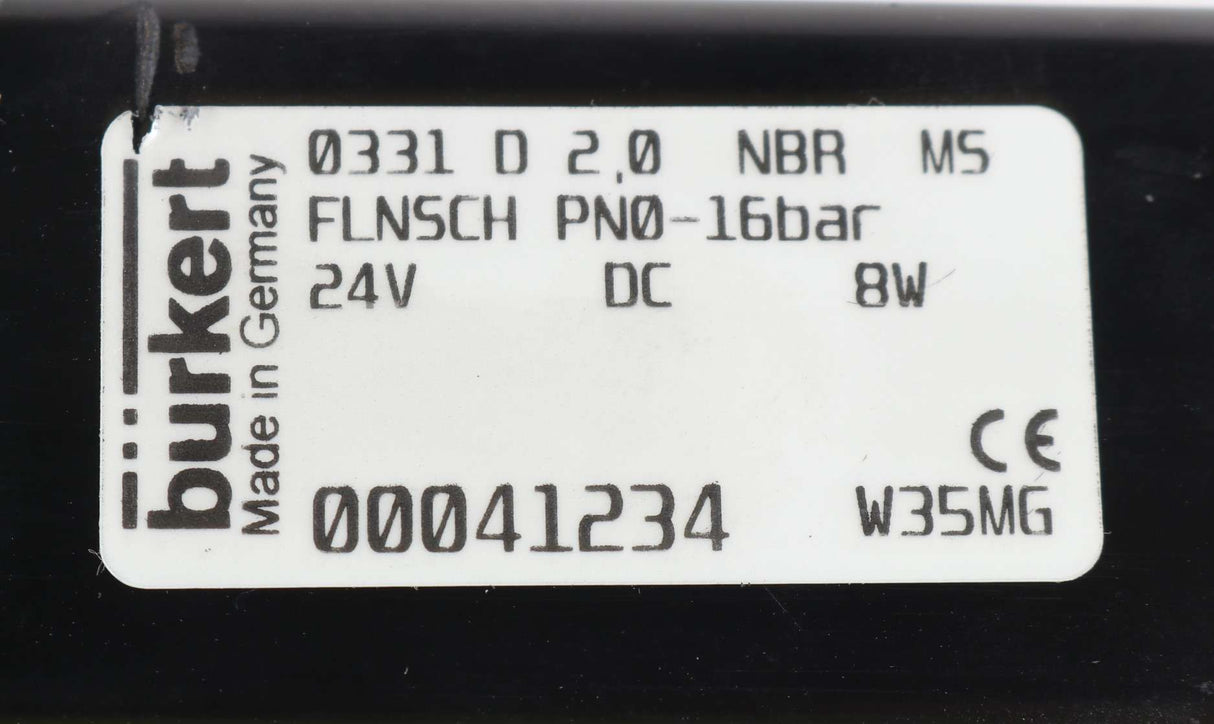 bürkert
Made in Germany
0331 D 2,0 NBR MS
FLNSCH PN0-16bar
24V DC 8W
CE
00041234 W35MG